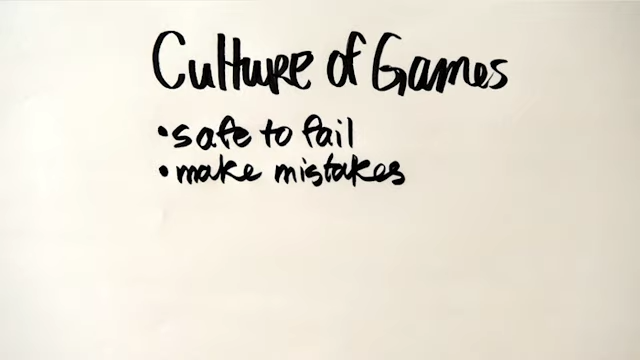 Culture of Games
• safe to fail
• make mistakes